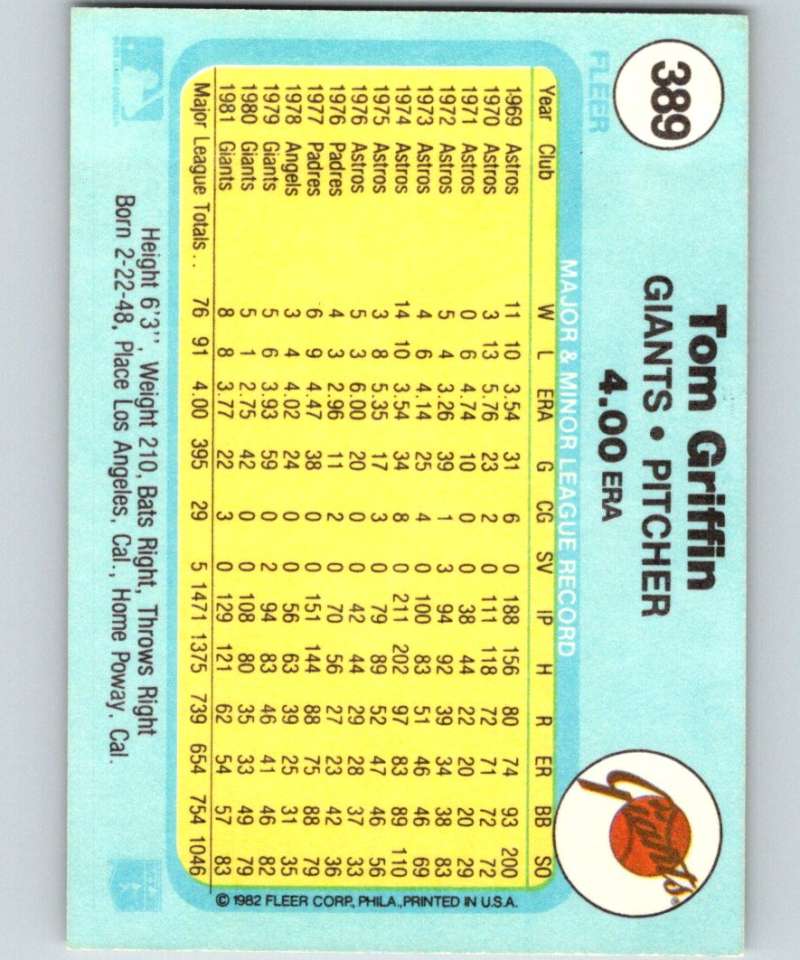 389
FLEER
Tom Griffin
GIANTS • PITCHER
4.00 ERA
Giants
MAJOR & MINOR LEAGUE RECORD
Year Club W L ERA G CG SV IP H R ER BB SO
1969 Astros 11 10 3.54 31 6 0 188 156 80 74 93 200
1970 Astros 3 13 5.76 23 2 0 111 118 72 71 72 72
1971 Astros 0 6 4.74 10 0 0 38 44 22 20 20 29
1972 Astros 5 4 3.26 39 1 3 94 92 39 34 38 83
1973 Astros 4 6 4.14 25 4 0 100 83 51 46 46 69
1974 Astros 14 10 3.54 34 8 0 211 202 97 83 89 110
1975 Astros 3 8 5.35 17 3 0 79 89 52 47 46 56
1976 Astros 5 3 6.00 20 0 0 42 44 29 28 37 33
1976 Padres 4 3 2.96 11 2 0 70 56 27 23 42 36
1977 Padres 6 9 4.47 38 0 0 151 144 88 75 88 79
1978 Angels 3 4 4.02 24 0 0 56 63 39 25 31 35
1979 Giants 5 6 3.93 59 0 2 94 83 46 41 46 82
1980 Giants 5 1 2.75 42 0 0 108 80 35 33 49 79
1981 Giants 8 8 3.77 22 3 0 129 121 62 54 57 83
Major League Totals . . 76 91 4.00 395 29 5 1471 1375 739 654 754 1046
© 1982 FLEER CORP., PHILA., PRINTED IN U.S.A.
Height 6'3'', Weight 210, Bats Right, Throws Right
Born 2-22-48, Place Los Angeles, Cal., Home Poway. Cal.